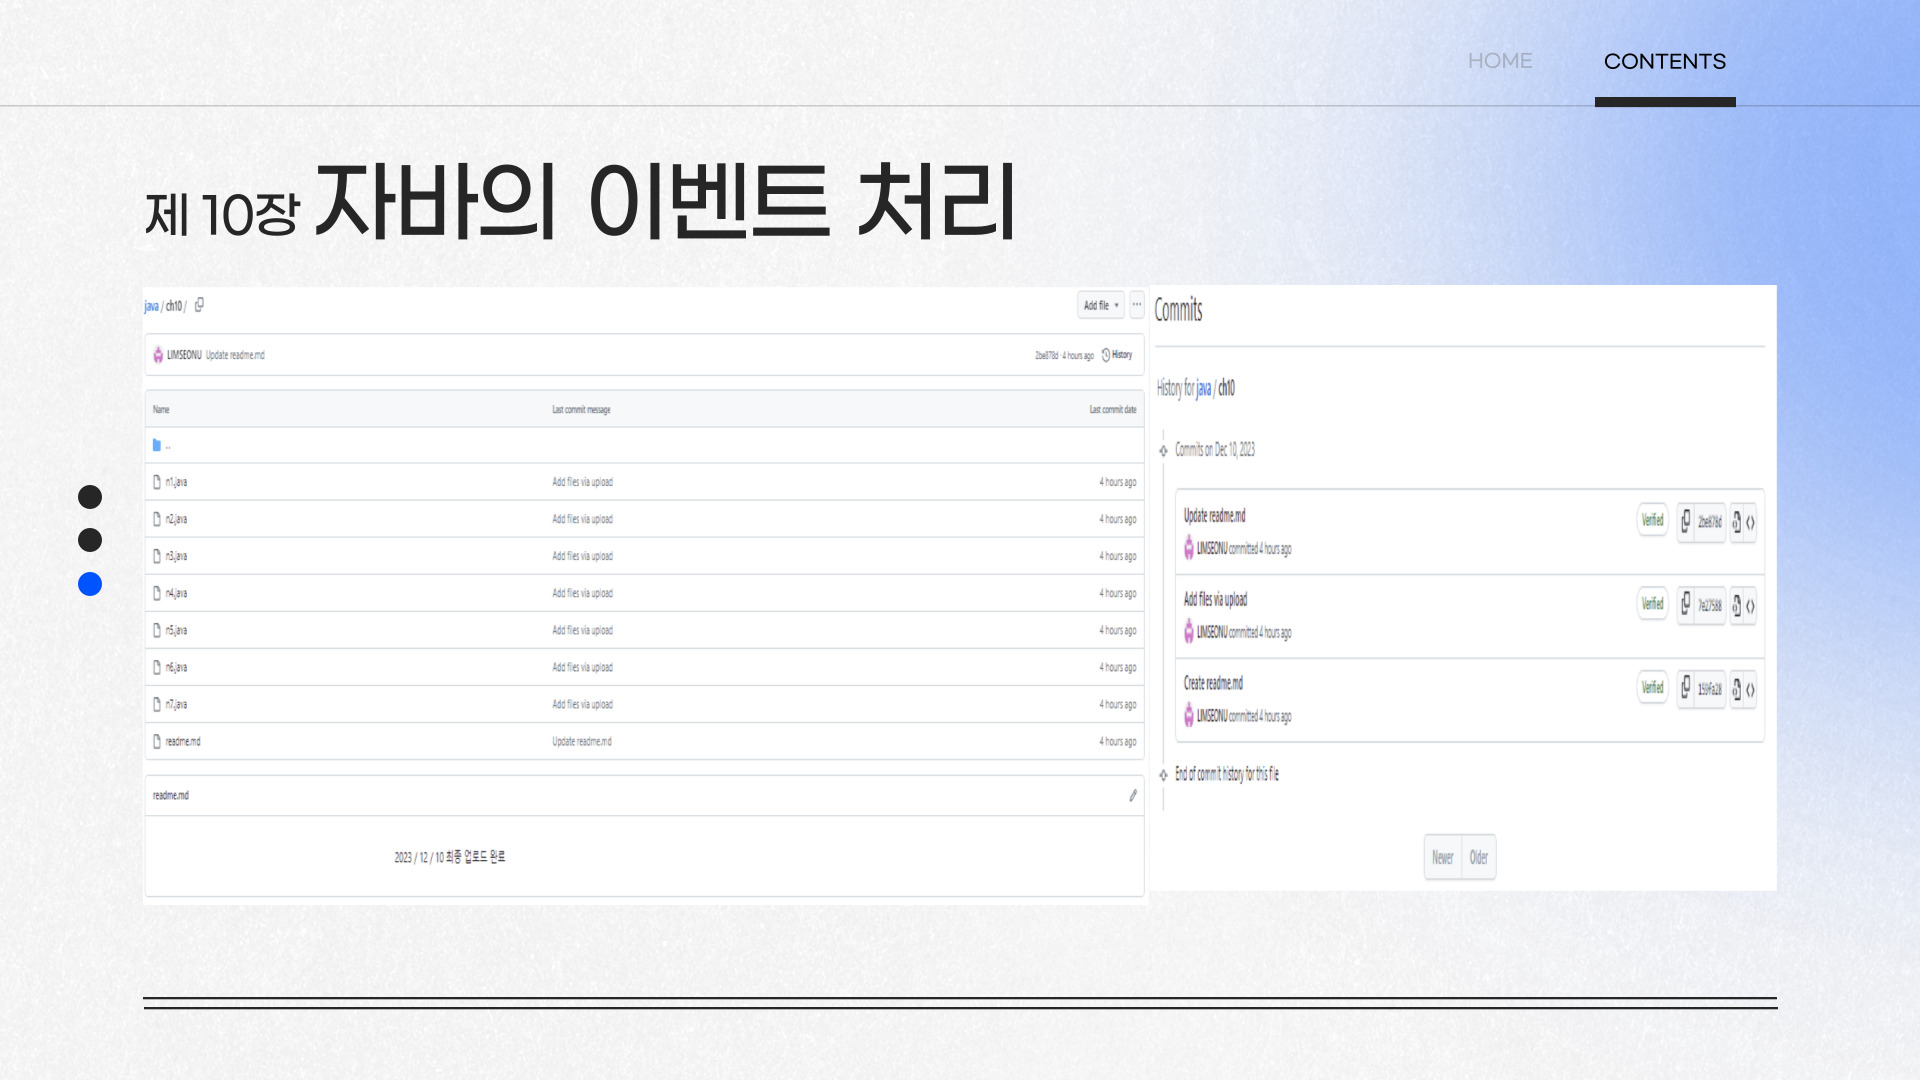 HOME CONTENTS
제 10장 자바의 이벤트 처리
java / ch10 /
Add file
LIMSEONU Update readme.md
2be878d · 4 hours ago History
Name Last commit message Last commit date
..
n1.java Add files via upload 4 hours ago
n2.java Add files via upload 4 hours ago
n3.java Add files via upload 4 hours ago
n4.java Add files via upload 4 hours ago
n5.java Add files via upload 4 hours ago
n6.java Add files via upload 4 hours ago
n7.java Add files via upload 4 hours ago
readme.md Update readme.md 4 hours ago
readme.md
2023 / 12 / 10 최종 업로드 완료
Commits
History for java / ch10
Commits on Dec 10, 2023
Update readme.md
Verified 2be878d
LIMSEONU committed 4 hours ago
Add files via upload
Verified 7e27588
LIMSEONU committed 4 hours ago
Create readme.md
Verified 159fa28
LIMSEONU committed 4 hours ago
End of commit history for this file
Newer Older